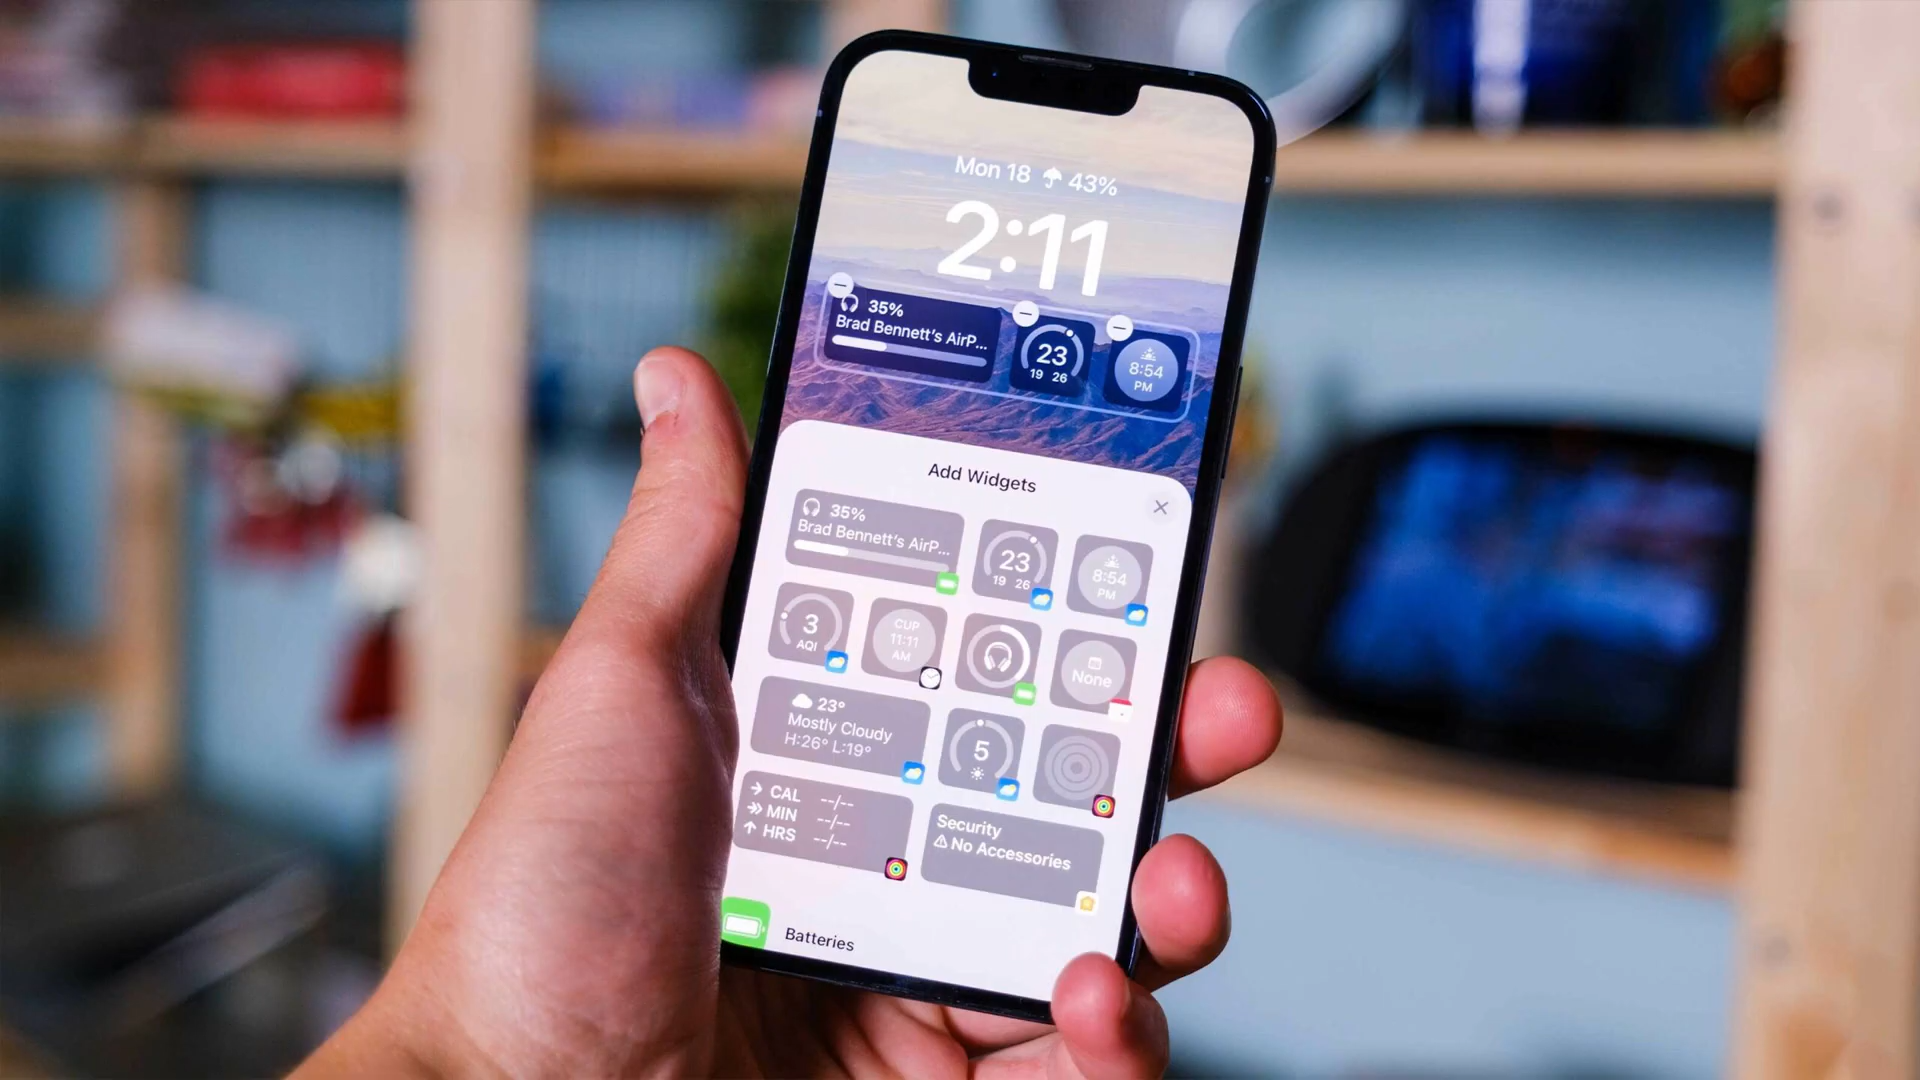 Mon 18 43%
2:11
35%
Brad Bennett's AirP...
23
19 26
8:54
PM
Add Widgets
35%
Brad Bennett's AirP...
23
19 26
8:54
PM
3
AQI
CUP
11:11
AM
None
23°
Mostly Cloudy
H:26° L:19°
5
CAL --/--
MIN --/--
HRS --/--
Security
No Accessories
Batteries